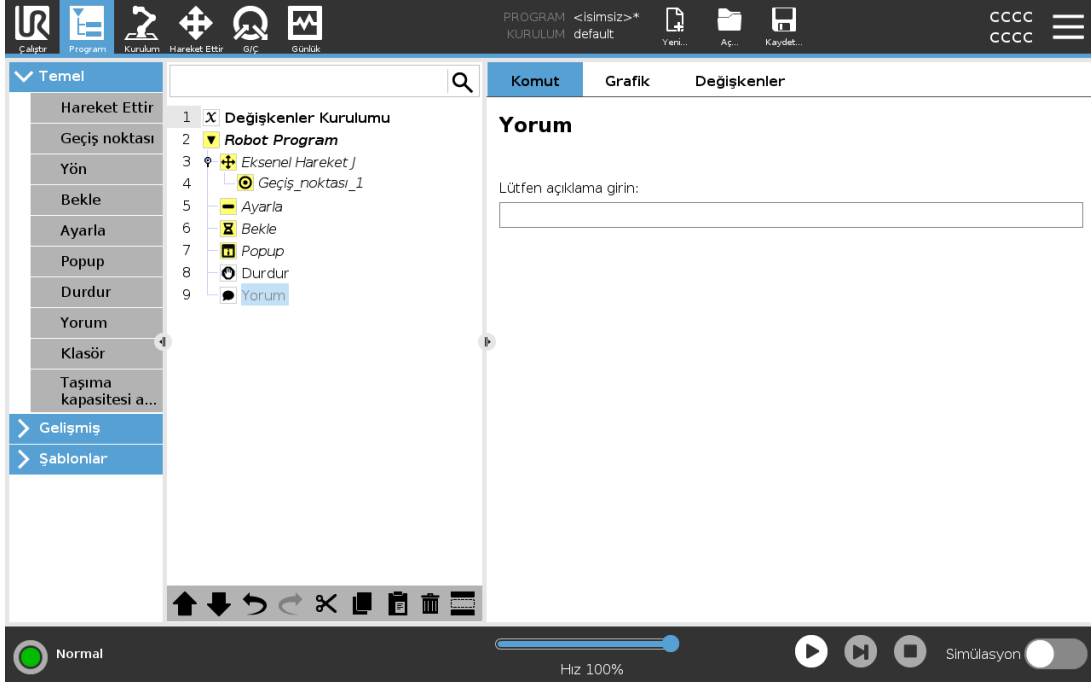 PROGRAM <isimsiz>*
KURULUM default
CCCC
CCCC
Çalıştır
Program
Kurulum
Hareket Ettir
G/Ç
Günlük
Yeni...
Aç...
Kaydet...
Temel
Hareket Ettir
Geçiş noktası
Yön
Bekle
Ayarla
Popup
Durdur
Yorum
Klasör
Taşıma
kapasitesi a...
Gelişmiş
Şablonlar
1 X Değişkenler Kurulumu
2 Robot Program
3 Eksenel Hareket J
4 Geçiş_noktası_1
5 Ayarla
6 Bekle
7 Popup
8 Durdur
9 Yorum
Komut
Grafik
Değişkenler
Yorum
Lütfen açıklama girin:
Normal
Hız 100%
Simülasyon